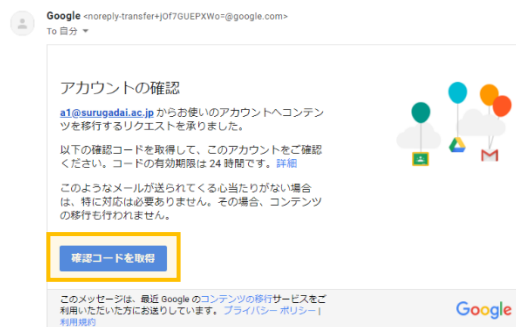 Google <noreply-transfer+jOf7GUEPXWo=@google.com>
To 自分
アカウントの確認
a1@surugadai.ac.jp からお使いのアカウントへコンテン
ツを移行するリクエストを承りました。
以下の確認コードを取得して、このアカウントをご確認
ください。コードの有効期限は 24 時間です。詳細
このようなメールが送られてくる心当たりがない場合
は、特に対応は必要ありません。その場合、コンテンツ
の移行も行われません。
確認コードを取得
このメッセージは、最近 Google のコンテンツの移行サービスをご
利用いただいた方にお送りしています。プライバシー ポリシー |
利用規約
Google